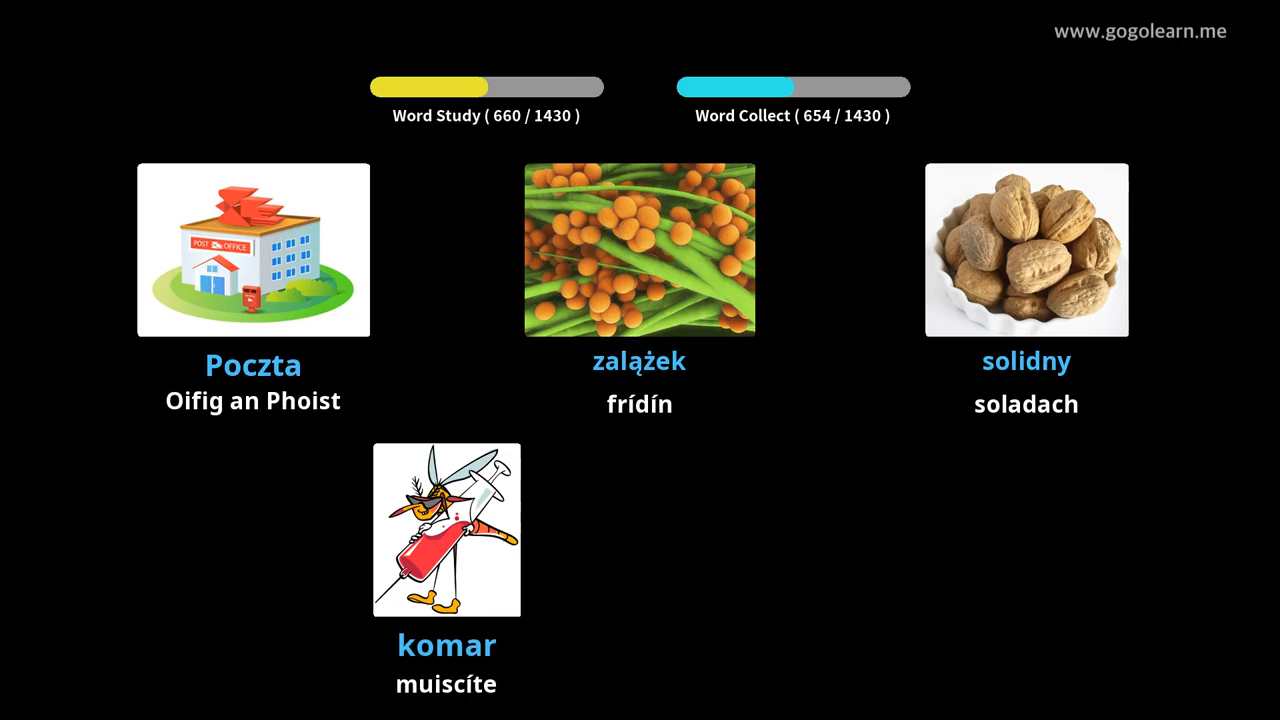 www.gogolearn.me
Word Study ( 660 / 1430 )
Word Collect ( 654 / 1430 )
POST OFFICE
Poczta
Oifig an Phoist
zalążek
frídín
solidny
soladach
komar
muiscíte